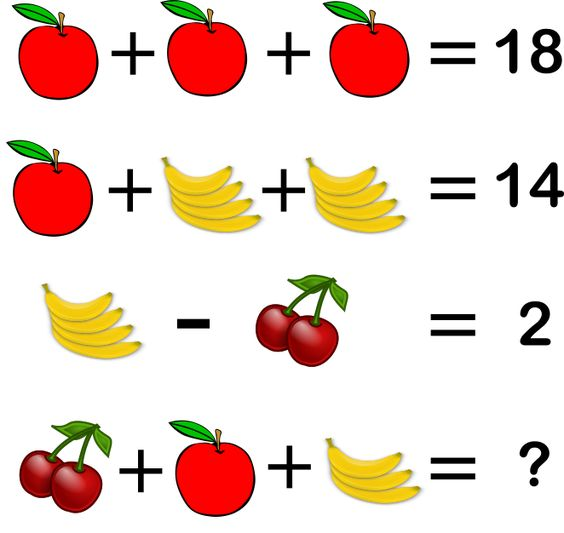 + + = 18
+ + = 14
- = 2
+ + = ?